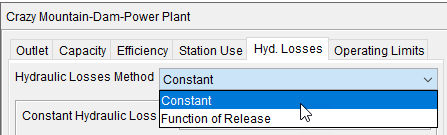 Crazy Mountain-Dam-Power Plant
Outlet Capacity Efficiency Station Use Hyd. Losses Operating Limits
Hydraulic Losses Method Constant
Constant
Function of Release
Constant Hydraulic Loss